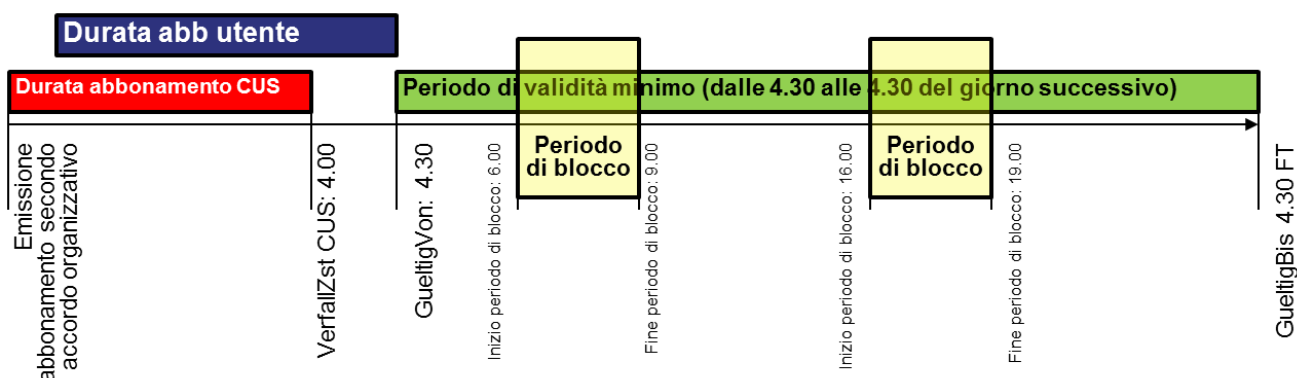 Durata abb utente
Durata abbonamento CUS
Periodo di validità minimo (dalle 4.30 alle 4.30 del giorno successivo)
Periodo
di blocco
Periodo
di blocco
Emissione
abbonamento secondo
accordo organizzativo
VerfallZst CUS: 4.00
GueltigVon: 4.30
Inizio periodo di blocco: 6.00
Fine periodo di blocco: 9.00
Inizio periodo di blocco: 16.00
Fine periodo di blocco: 19.00
GueltigBis 4.30 FT